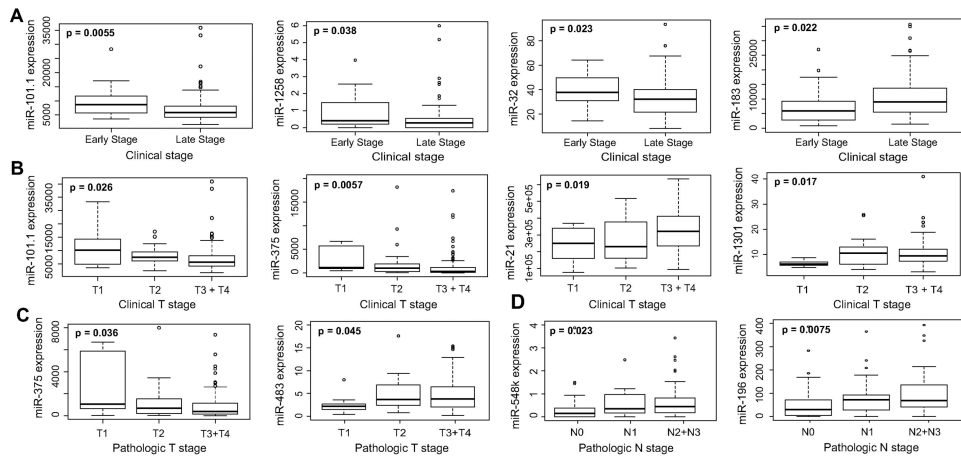 A
p = 0.0055
miR-101.1 expression
5000
20000
35000
Early Stage
Late Stage
Clinical stage
p = 0.038
miR-1258 expression
0
1
2
3
4
5
6
Early Stage
Late Stage
Clinical stage
p = 0.023
miR-32 expression
20
40
60
80
Early Stage
Late Stage
Clinical stage
p = 0.022
miR-183 expression
0
10000
20000
30000
Early Stage
Late Stage
Clinical stage
B
p = 0.026
miR-101.1 expression
5000
15000
35000
T1
T2
T3 + T4
Clinical T stage
p = 0.0057
miR-375 expression
0
5000
15000
T1
T2
T3 + T4
Clinical T stage
p = 0.019
miR-21 expression
1e+05
3e+05
5e+05
T1
T2
T3 + T4
Clinical T stage
p = 0.017
miR-1301 expression
10
20
30
40
T1
T2
T3 + T4
Clinical T stage
C
p = 0.036
miR-375 expression
0
4000
8000
T1
T2
T3+T4
Pathologic T stage
p = 0.045
miR-483 expression
0
5
10
15
20
T1
T2
T3+T4
Pathologic T stage
D
p = 0.023
miR-548k expression
0
1
2
3
4
N0
N1
N2+N3
Pathologic N stage
p = 0.0075
miR-196 expression
0
100
200
300
400
N0
N1
N2+N3
Pathologic N stage